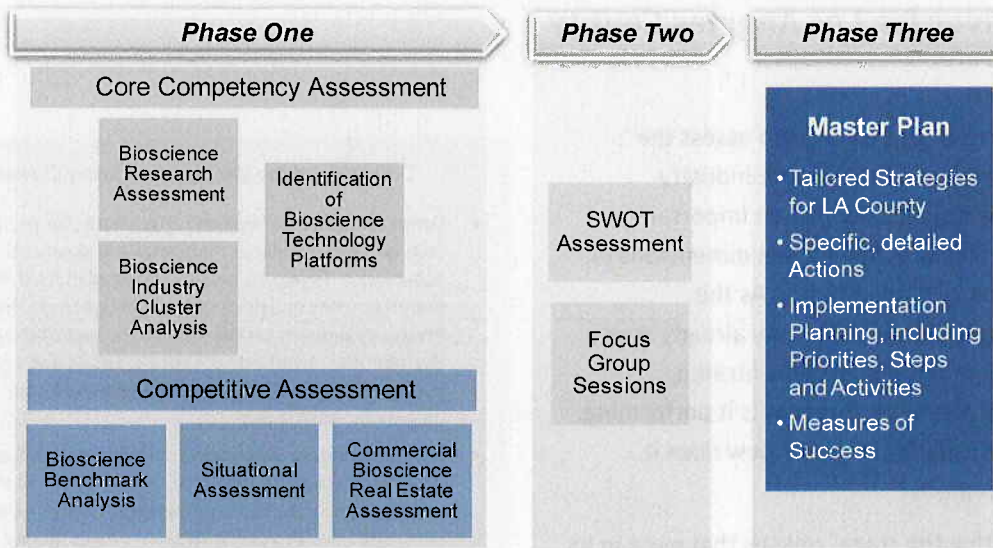 Phase One
Core Competency Assessment
Bioscience
Research
Assessment
Identification
of
Bioscience
Technology
Platforms
Bioscience
Industry
Cluster
Analysis
Competitive Assessment
Bioscience
Benchmark
Analysis
Situational
Assessment
Commercial
Bioscience
Real Estate
Assessment
Phase Two
SWOT
Assessment
Focus
Group
Sessions
Phase Three
Master Plan
• Tailored Strategies
for LA County
• Specific, detailed
Actions
• Implementation
Planning, including
Priorities, Steps
and Activities
• Measures of
Success